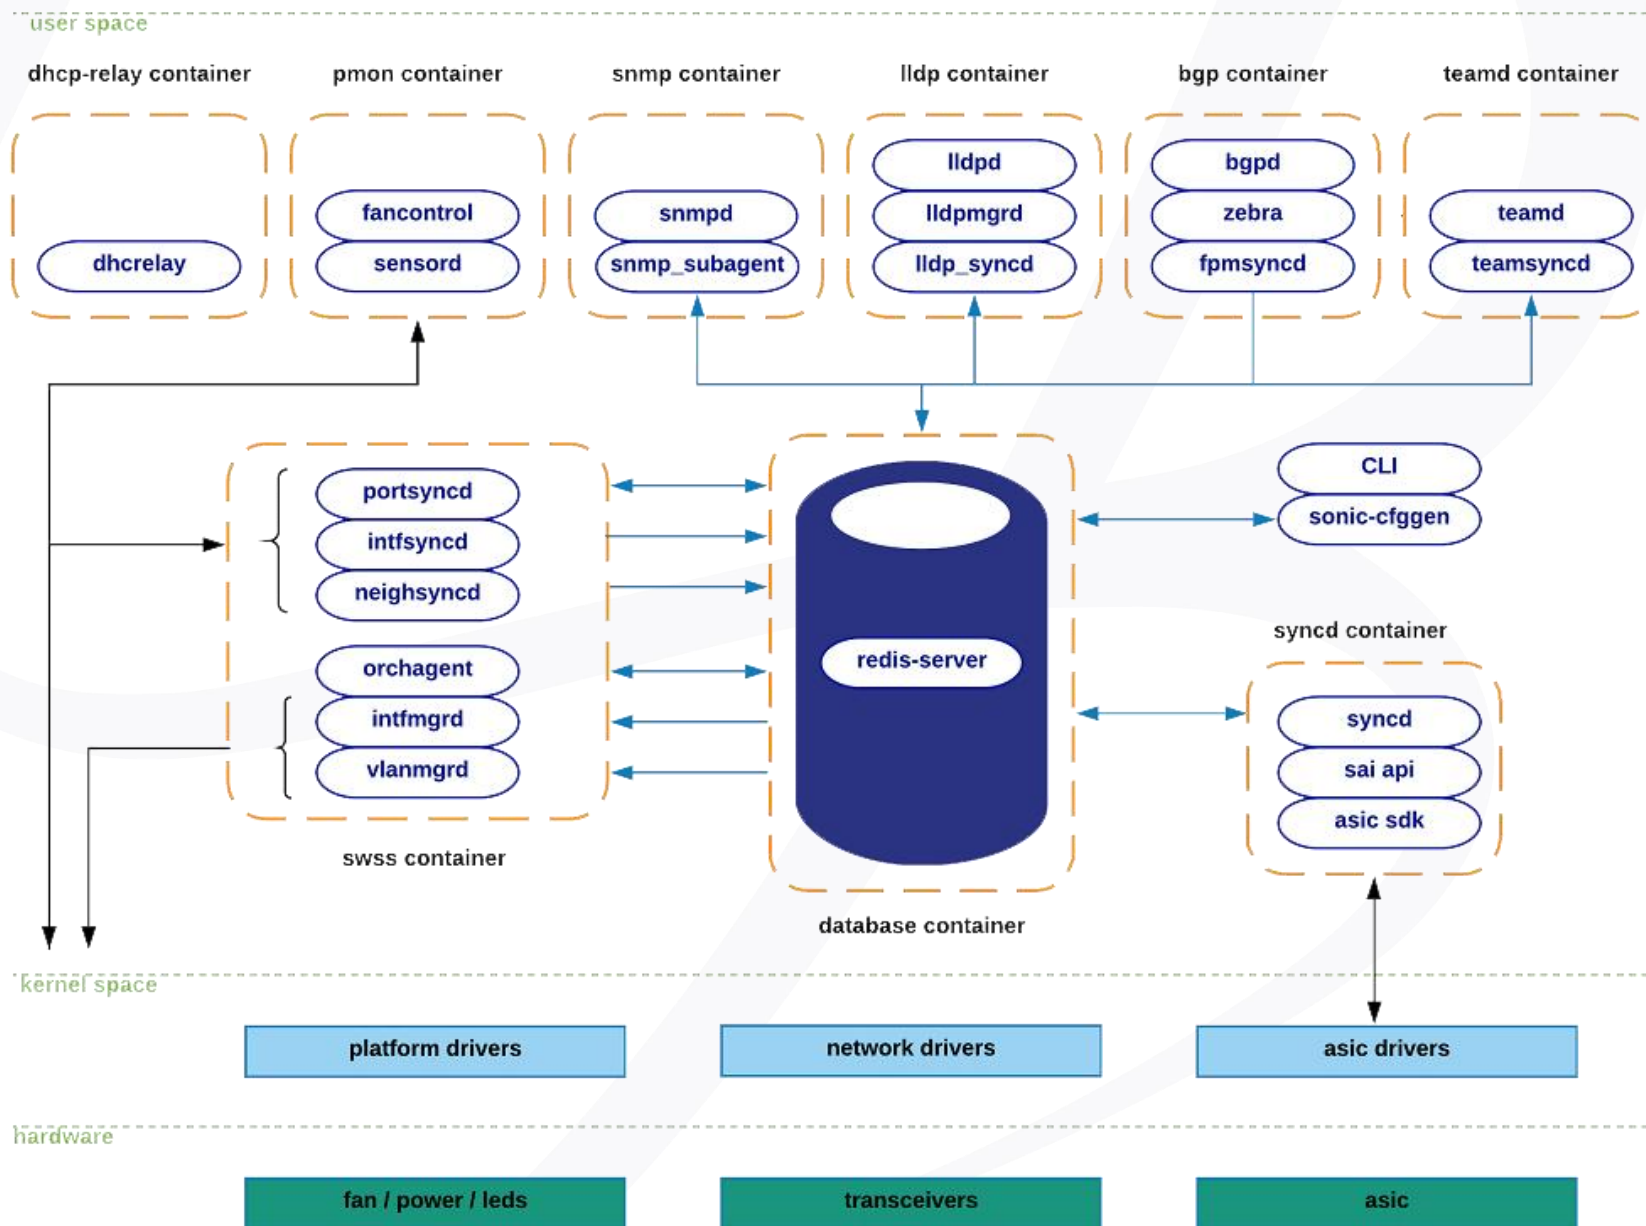 user space
dhcp-relay container
pmon container
snmp container
lldp container
bgp container
teamd container
dhcrelay
fancontrol
sensord
snmpd
snmp_subagent
lldpd
lldpmgrd
lldp_syncd
bgpd
zebra
fpmsyncd
teamd
teamsyncd
portsyncd
intfsyncd
neighsyncd
orchagent
intfmgrd
vlanmgrd
swss container
redis-server
database container
CLI
sonic-cfggen
syncd container
syncd
sai api
asic sdk
kernel space
platform drivers
network drivers
asic drivers
hardware
fan / power / leds
transceivers
asic